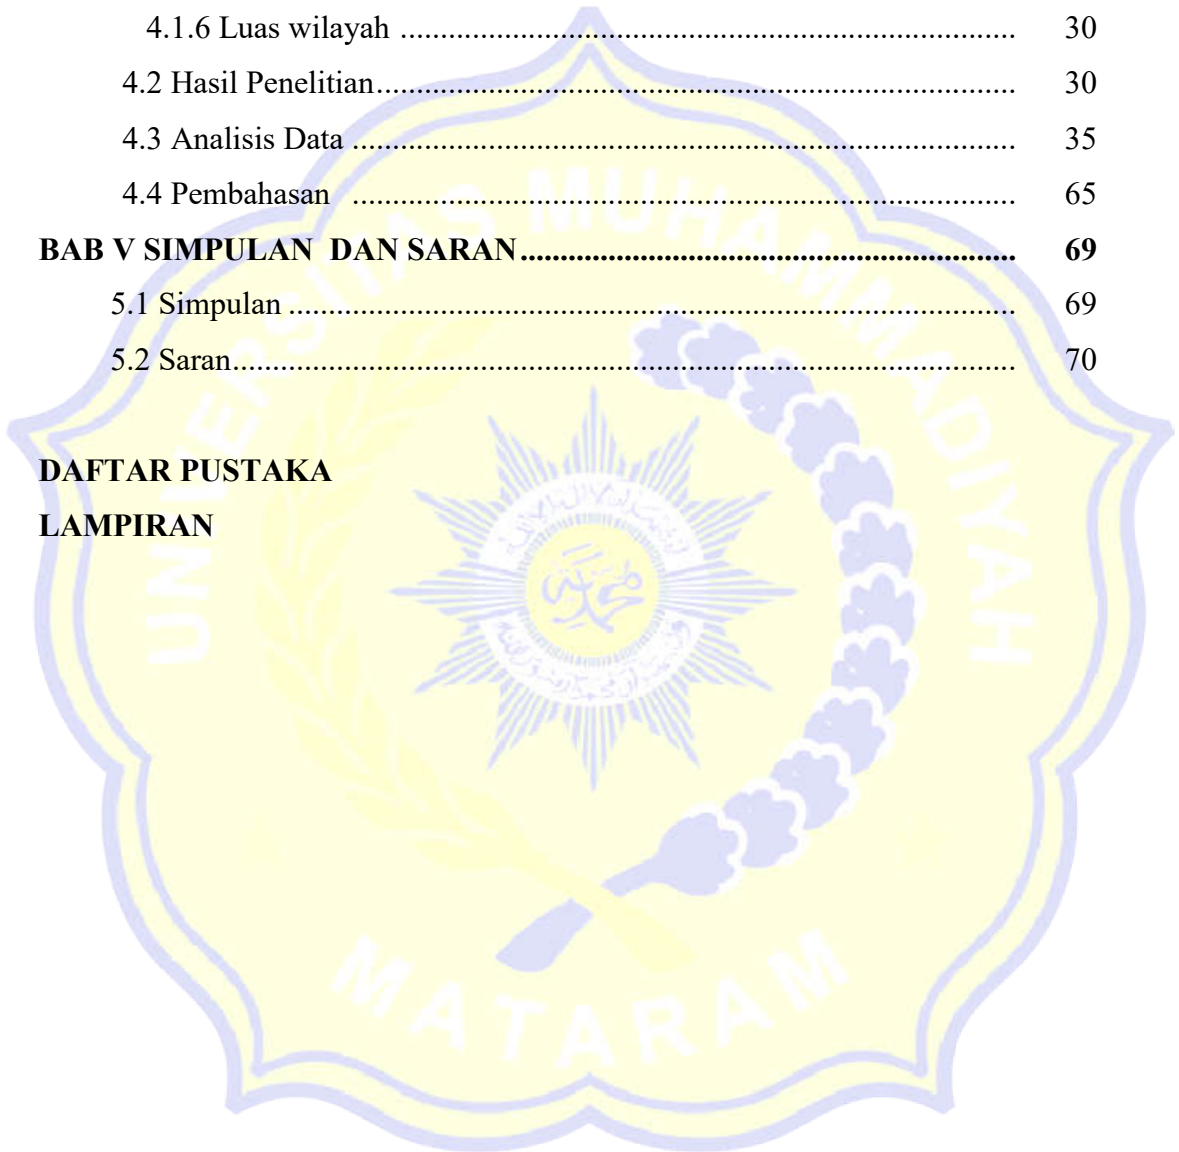 4.1.6 Luas wilayah ............................................................................. 30
4.2 Hasil Penelitian................................................................................ 30
4.3 Analisis Data ................................................................................... 35
4.4 Pembahasan ................................................................................... 65
BAB V SIMPULAN DAN SARAN.............................................................. 69
5.1 Simpulan .......................................................................................... 69
5.2 Saran................................................................................................. 70
DAFTAR PUSTAKA
LAMPIRAN
UNIVERSITAS MUHAMMADIYAH
MATARAM